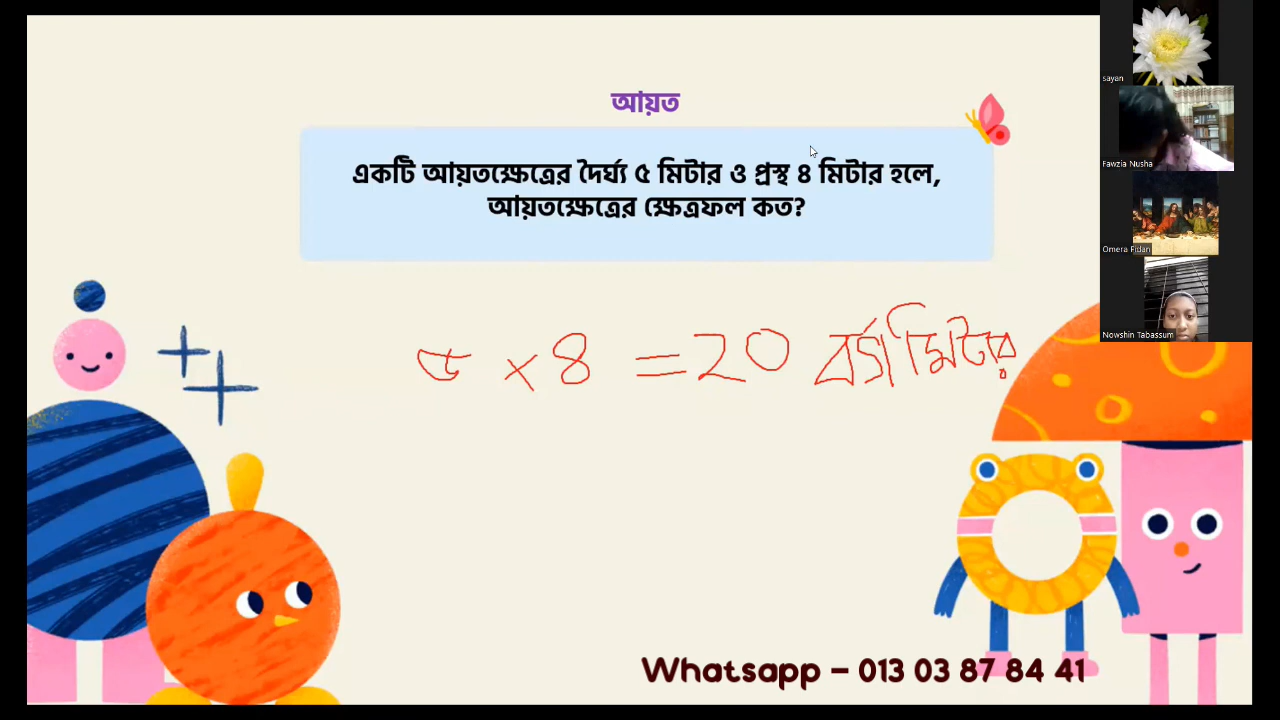 আয়ত
একটি আয়তক্ষেত্রের দৈর্ঘ্য ৫ মিটার ও প্রস্থ ৪ মিটার হলে,
আয়তক্ষেত্রের ক্ষেত্রফল কত?
৫ × ৪ = ২০ বর্গমিটার
Whatsapp – 013 03 87 84 41
sayan
Fawzia Nusha
Omera Fidan
Nowshin Tabassum